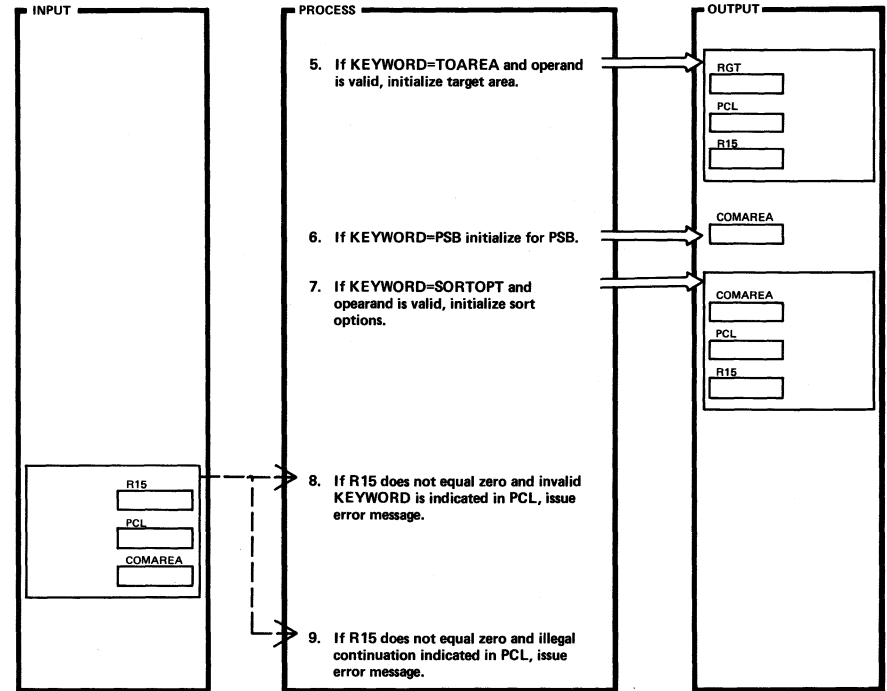 INPUT
PROCESS
OUTPUT
5. If KEYWORD=TOAREA and operand
is valid, initialize target area.
RGT
PCL
R15
6. If KEYWORD=PSB initialize for PSB.
COMAREA
7. If KEYWORD=SORTOPT and
opearand is valid, initialize sort
options.
COMAREA
PCL
R15
R15
PCL
COMAREA
8. If R15 does not equal zero and invalid
KEYWORD is indicated in PCL, issue
error message.
9. If R15 does not equal zero and illegal
continuation indicated in PCL, issue
error message.